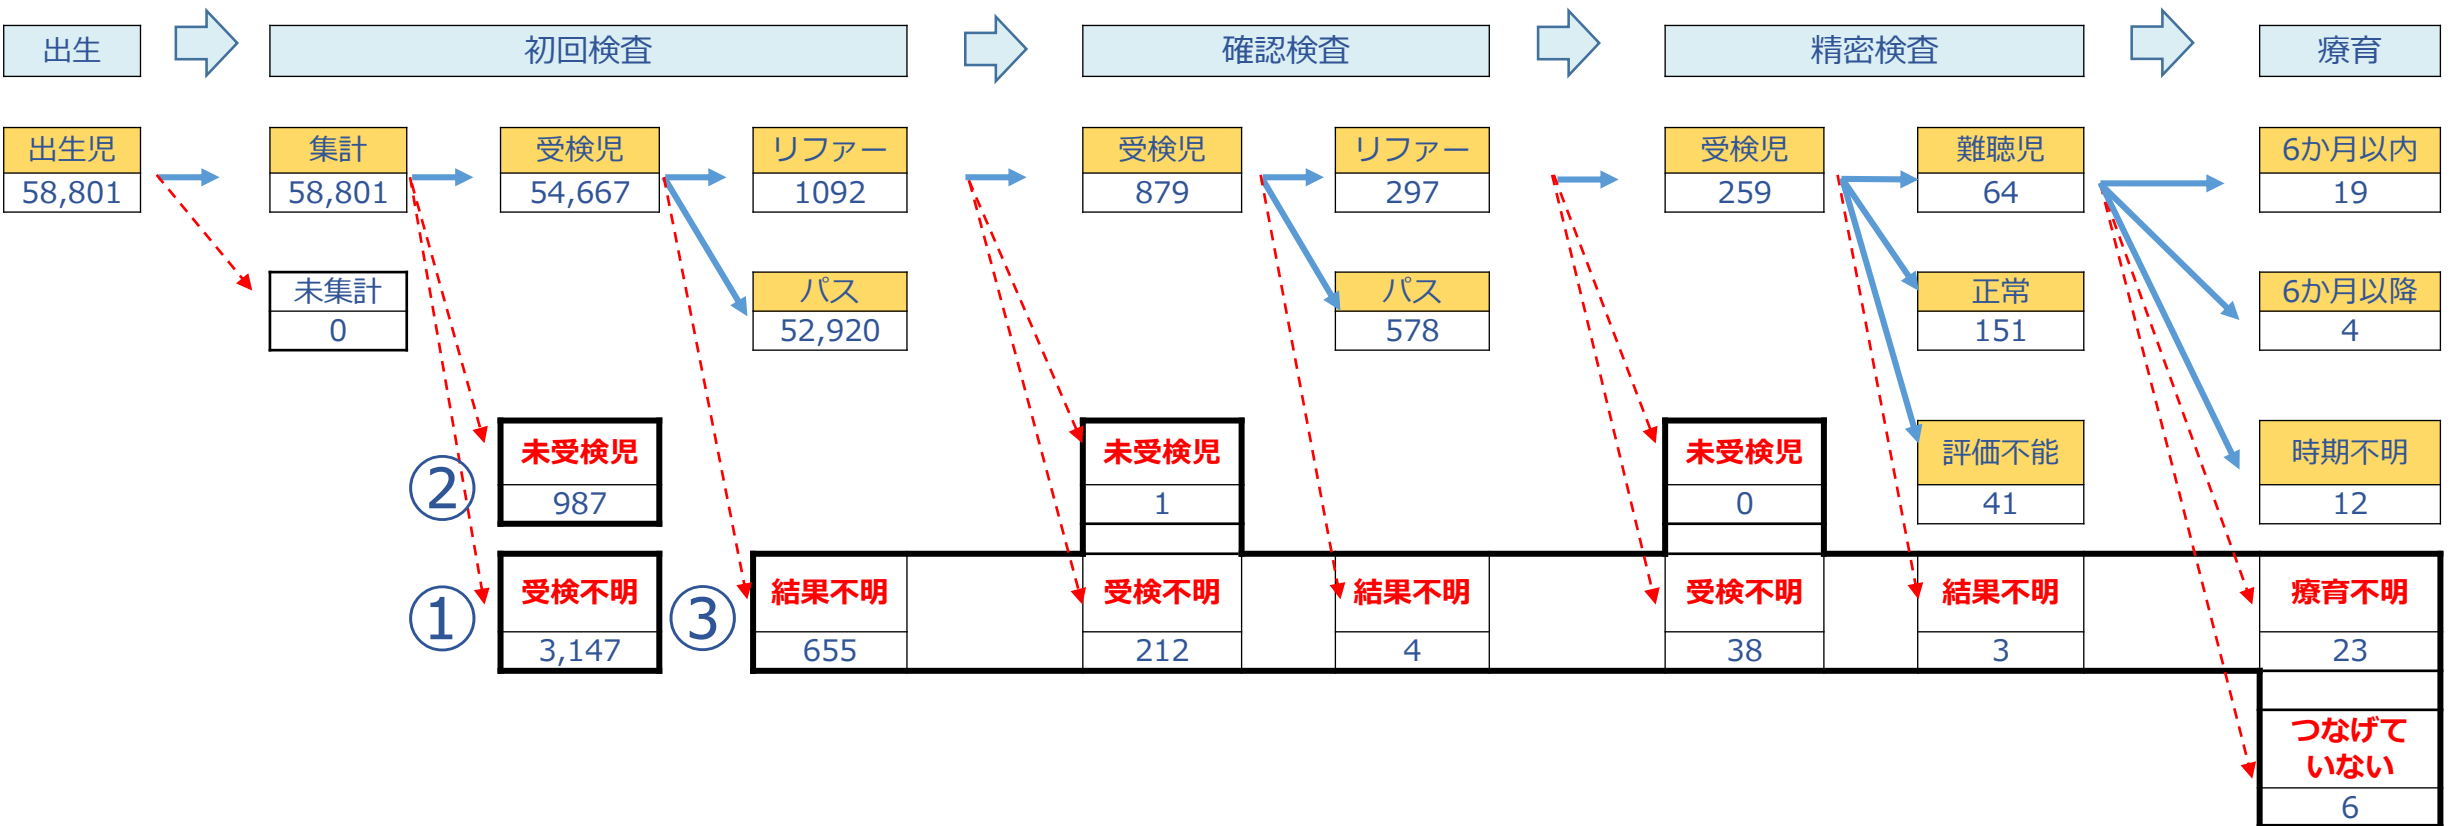 出生
初回検査
確認検査
精密検査
療育
出生児
58,801
集計
58,801
受検児
54,667
リファー
1092
受検児
879
リファー
297
受検児
259
難聴児
64
6か月以内
19
未集計
0
パス
52,920
パス
578
正常
151
6か月以降
4
②
未受検児
987
未受検児
1
未受検児
0
評価不能
41
時期不明
12
①
受検不明
3,147
③
結果不明
655
受検不明
212
結果不明
4
受検不明
38
結果不明
3
療育不明
23
つなげて
いない
6